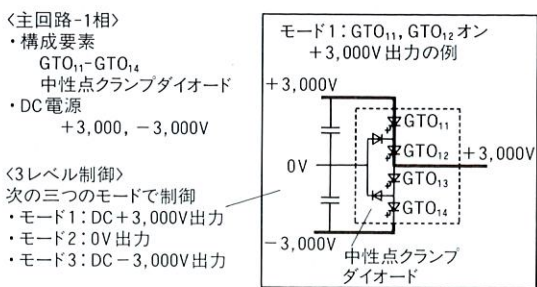 〈主回路-1相〉
・構成要素
GTO₁₁-GTO₁₄
中性点クランプダイオード
・DC電源
+3,000, −3,000V
〈3レベル制御〉
次の三つのモードで制御
・モード1:DC+3,000V出力
・モード2:0V出力
・モード3:DC−3,000V出力
モード1:GTO₁₁, GTO₁₂オン
+3,000V出力の例
+3,000V
GTO₁₁
GTO₁₂
+3,000V
0V
GTO₁₃
GTO₁₄
−3,000V
中性点クランプ
ダイオード